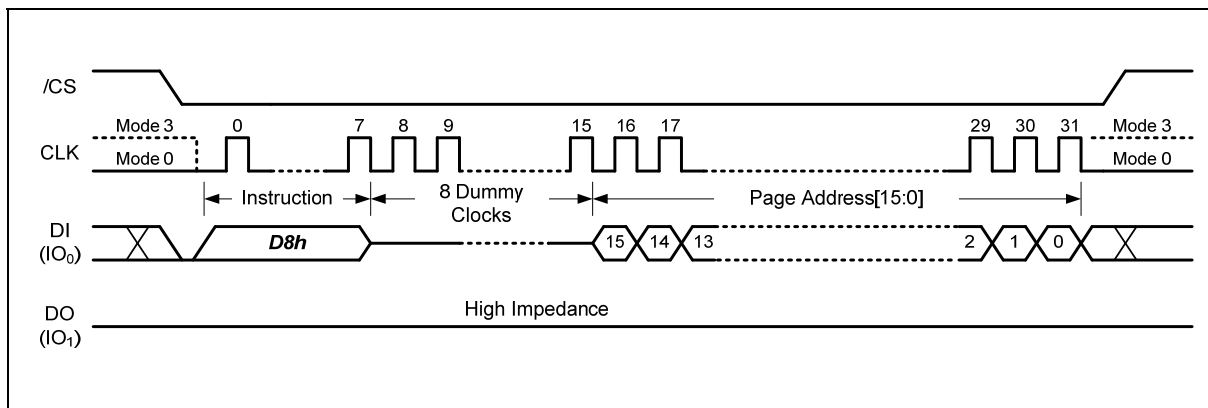 /CS
Mode 3 0 7 8 9 15 16 17 29 30 31 Mode 3
CLK
Mode 0 Mode 0
Instruction 8 Dummy Clocks Page Address[15:0]
DI
(IO0)
D8h 15 14 13 2 1 0
High Impedance
DO
(IO1)